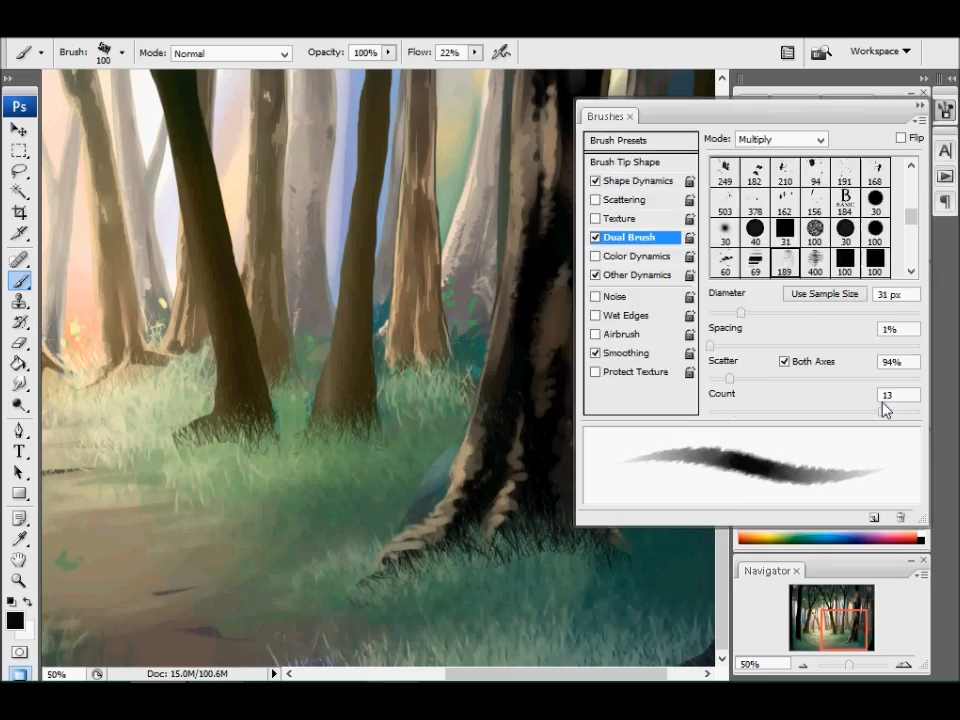 Brush: 100 Mode: Normal Opacity: 100% Flow: 22% Workspace
Ps
Brushes ×
Brush Presets Mode: Multiply Flip
Brush Tip Shape
Shape Dynamics
Scattering
Texture
Dual Brush
Color Dynamics
Other Dynamics
Noise
Wet Edges
Airbrush
Smoothing
Protect Texture
249 182 210 94 191 168
503 378 162 156 B BASIC 184 30
30 40 31 100 30 100
60 69 189 400 100 100
Diameter Use Sample Size 31 px
Spacing 1%
Scatter Both Axes 94%
Count 13
A
T
Navigator ×
50%
50% Doc: 15.0M/100.6M